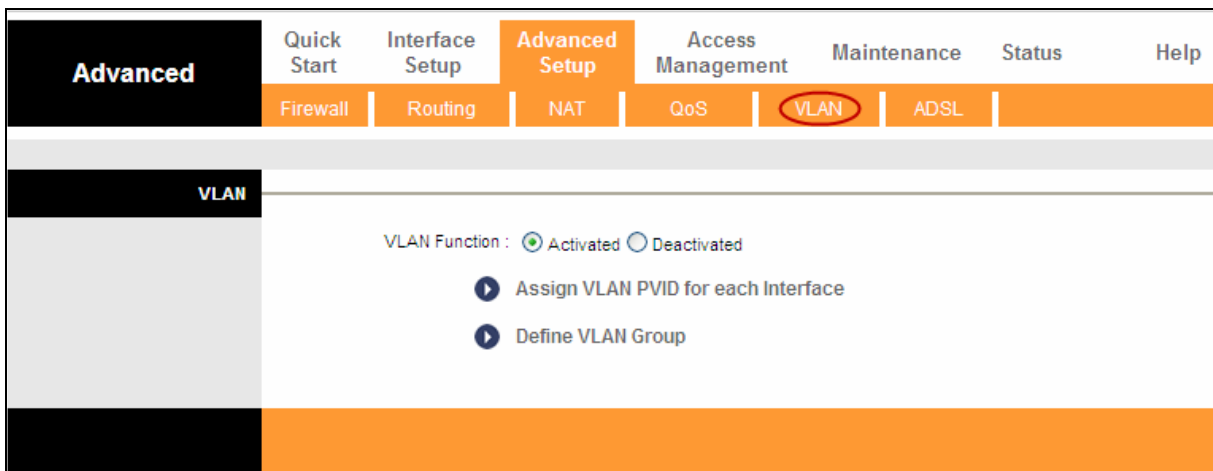 Advanced
Quick Start
Interface Setup
Advanced Setup
Access Management
Maintenance
Status
Help
Firewall
Routing
NAT
QoS
VLAN
ADSL
VLAN
VLAN Function : Activated Deactivated
Assign VLAN PVID for each Interface
Define VLAN Group